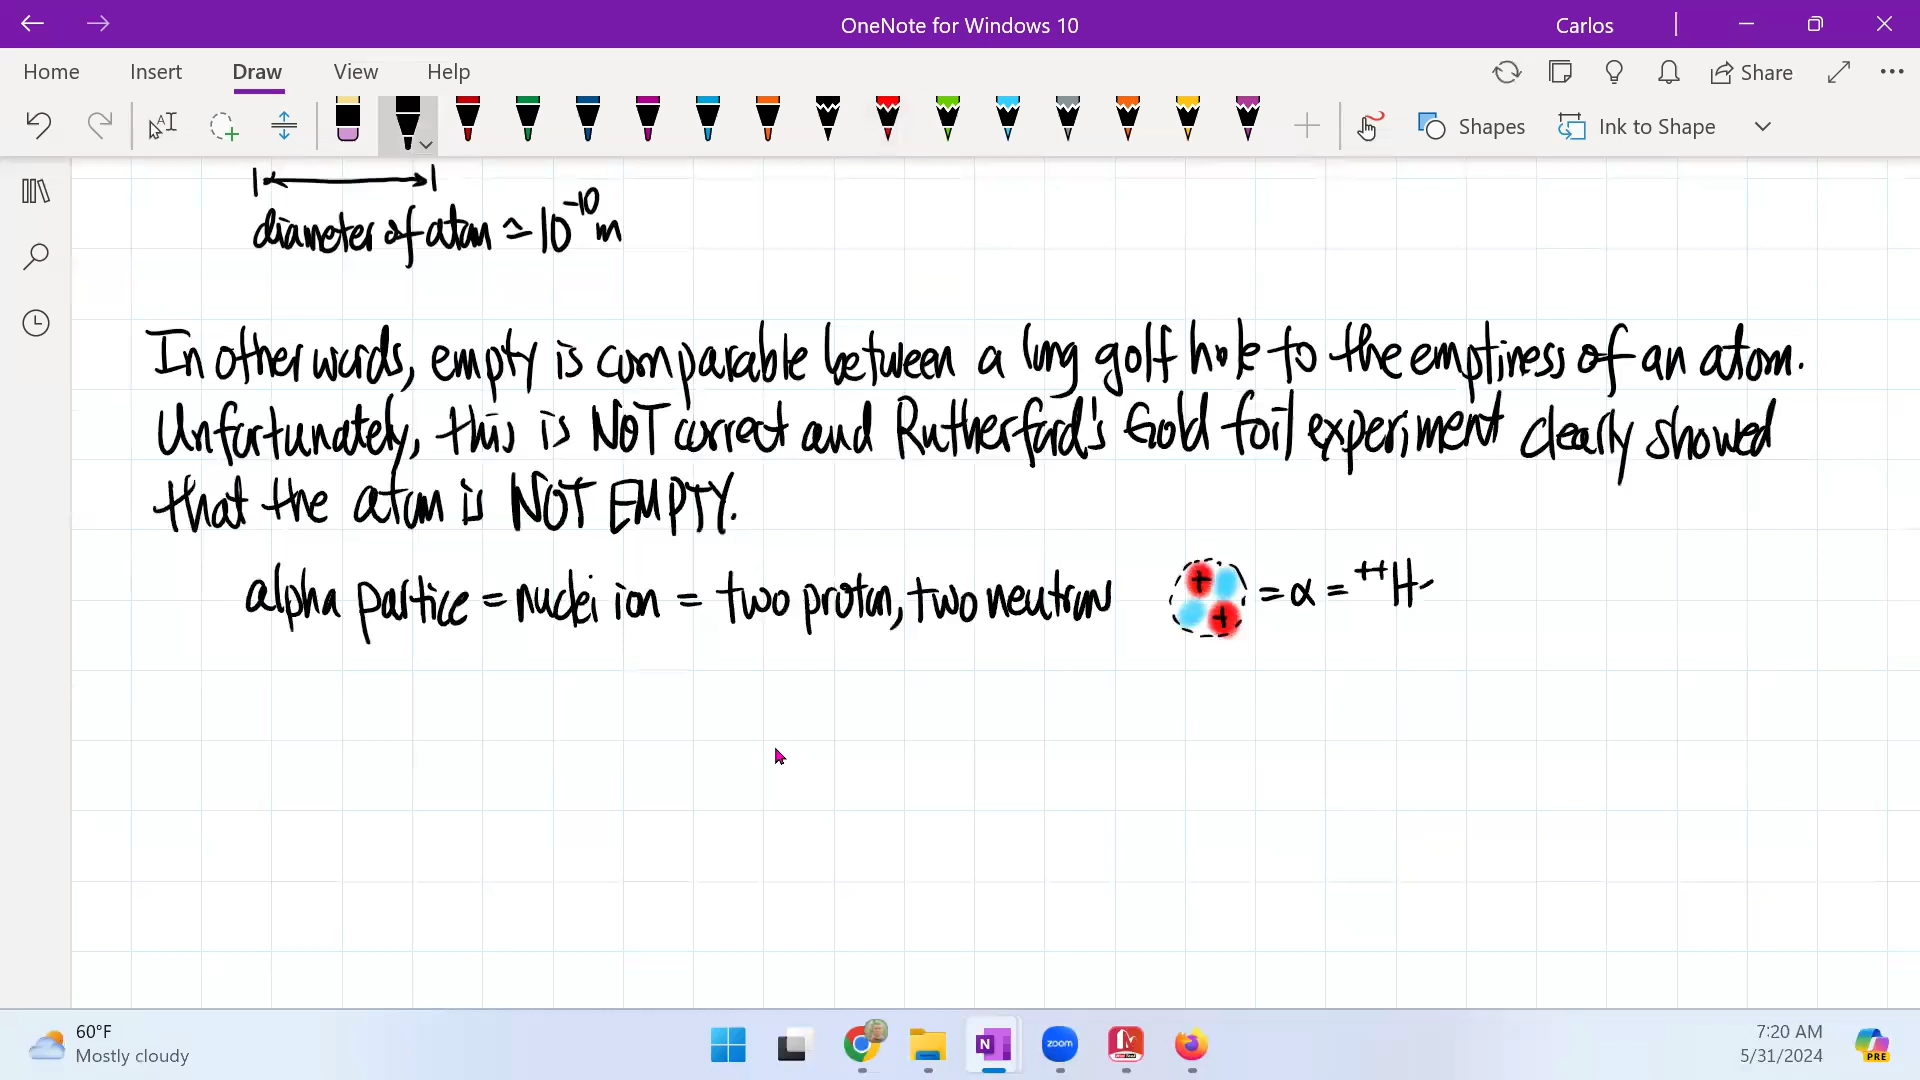 OneNote for Windows 10
Carlos
Home Insert Draw View Help
Share
Shapes
Ink to Shape
diameter of atom ≃ 10⁻¹⁰ m
In other words, empty is comparable between a long golf hole to the emptiness of an atom.
Unfortunately, this is NOT correct and Rutherford's Gold foil experiment clearly showed
that the atom is NOT EMPTY.
alpha partice = nuclei ion = two proton, two neutron + + = α = ⁺⁺H
60°F
Mostly cloudy
zoom
7:20 AM
5/31/2024
PRE